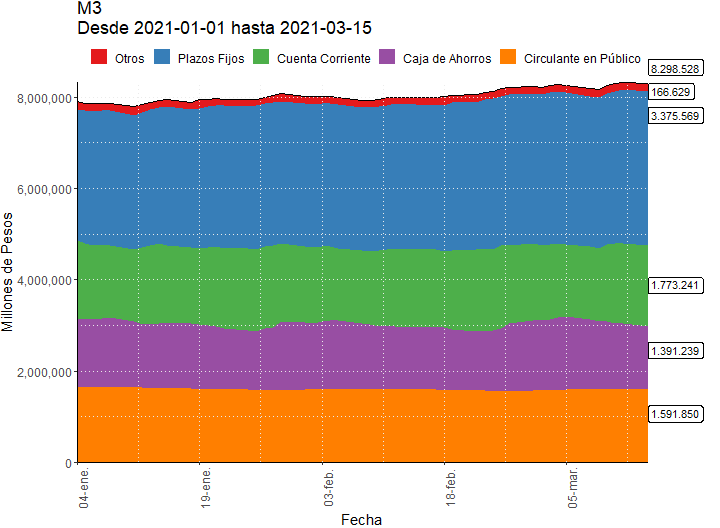 M3
Desde 2021-01-01 hasta 2021-03-15
Otros Plazos Fijos Cuenta Corriente Caja de Ahorros Circulante en Público
8.298.528
166.629
3.375.569
1.773.241
1.391.239
1.591.850
8,000,000
6,000,000
4,000,000
2,000,000
0
Millones de Pesos
04-ene.
19-ene.
03-feb.
18-feb.
05-mar.
Fecha